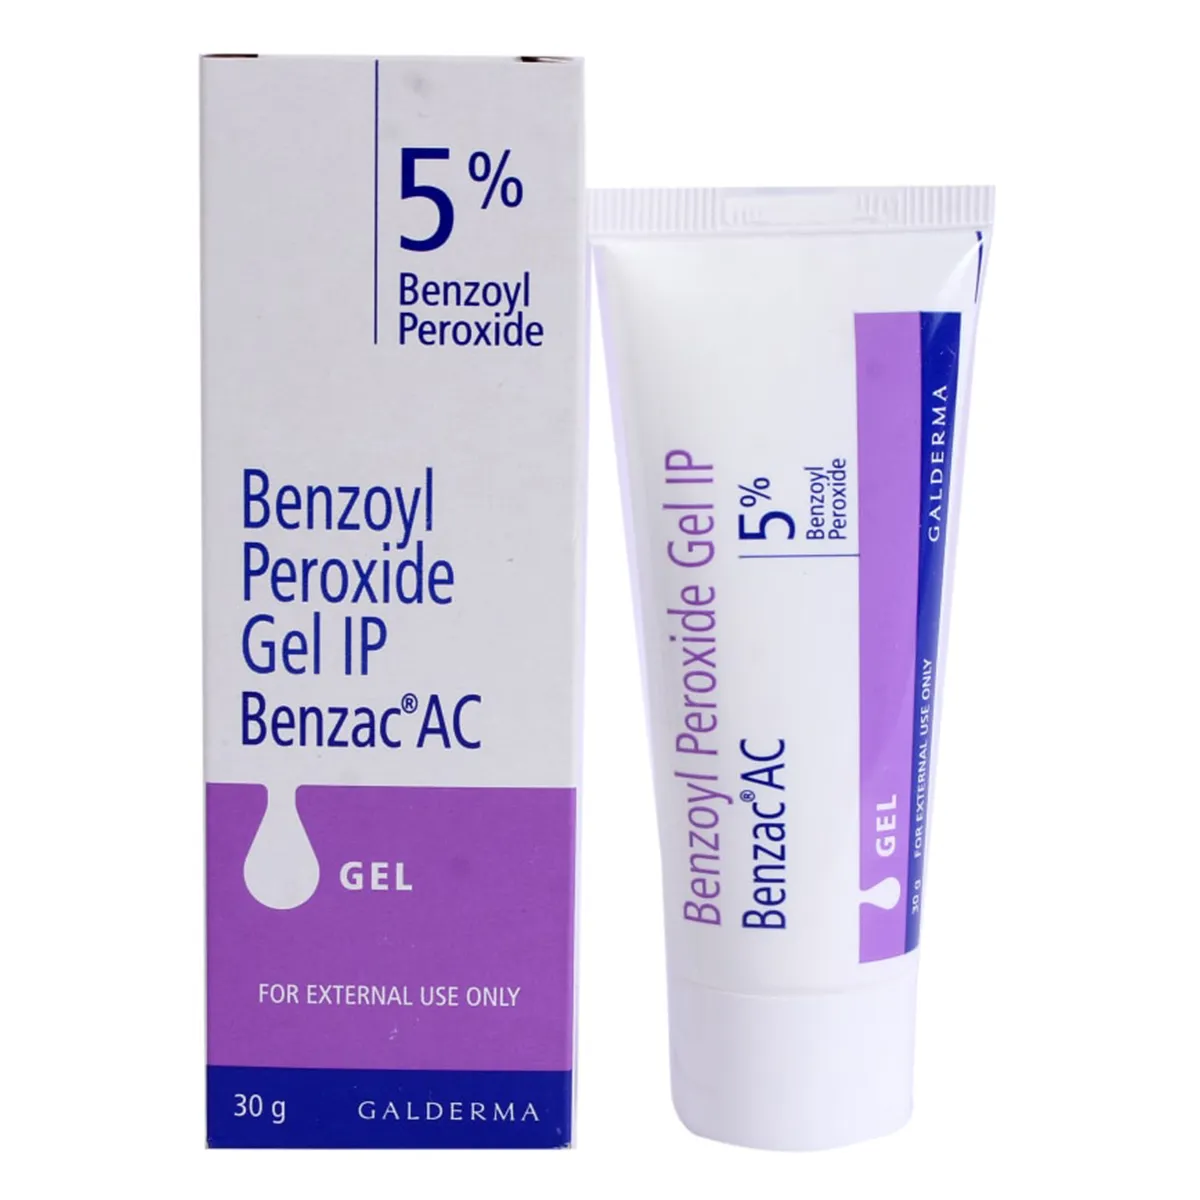 5%
Benzoyl
Peroxide
Benzoyl
Peroxide
Gel IP
Benzac®AC
GEL
FOR EXTERNAL USE ONLY
30 g
GALDERMA
Benzoyl Peroxide Gel IP
Benzac®AC
5%
Benzoyl
Peroxide
GEL
30 g
FOR EXTERNAL USE ONLY
GALDERMA